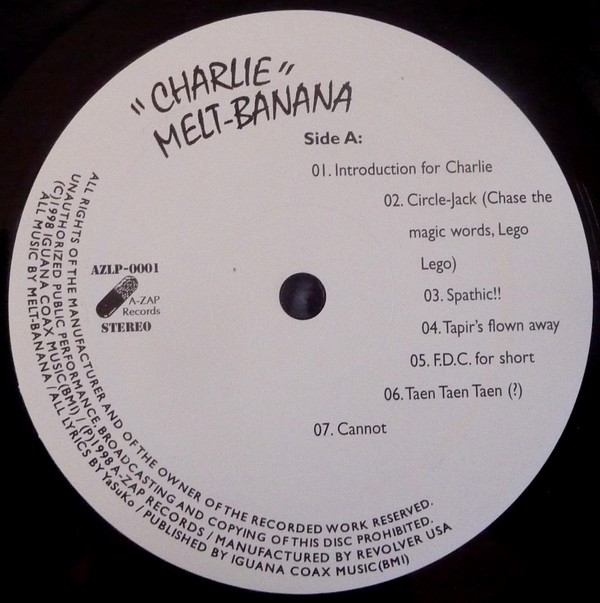 "CHARLIE"
MELT-BANANA
Side A:
01. Introduction for Charlie
02. Circle-Jack (Chase the
magic words, Lego
Lego)
03. Spathic!!
04. Tapir's flown away
05. F.D.C. for short
06. Taen Taen Taen (?)
07. Cannot
AZLP-0001
A-ZAP
Records
STEREO
ALL RIGHTS OF THE MANUFACTURER AND OF THE OWNER OF THE RECORDED WORK RESERVED.
UNAUTHORIZED PUBLIC PERFORMANCE, BROADCASTING AND COPYING OF THIS DISC PROHIBITED.
(C)1998 IGUANA COAX MUSIC(BMI) / (P)1998 A-ZAP RECORDS / MANUFACTURED BY REVOLVER USA
ALL MUSIC BY MELT-BANANA / ALL LYRICS BY YaSuKo / PUBLISHED BY IGUANA COAX MUSIC(BMI)